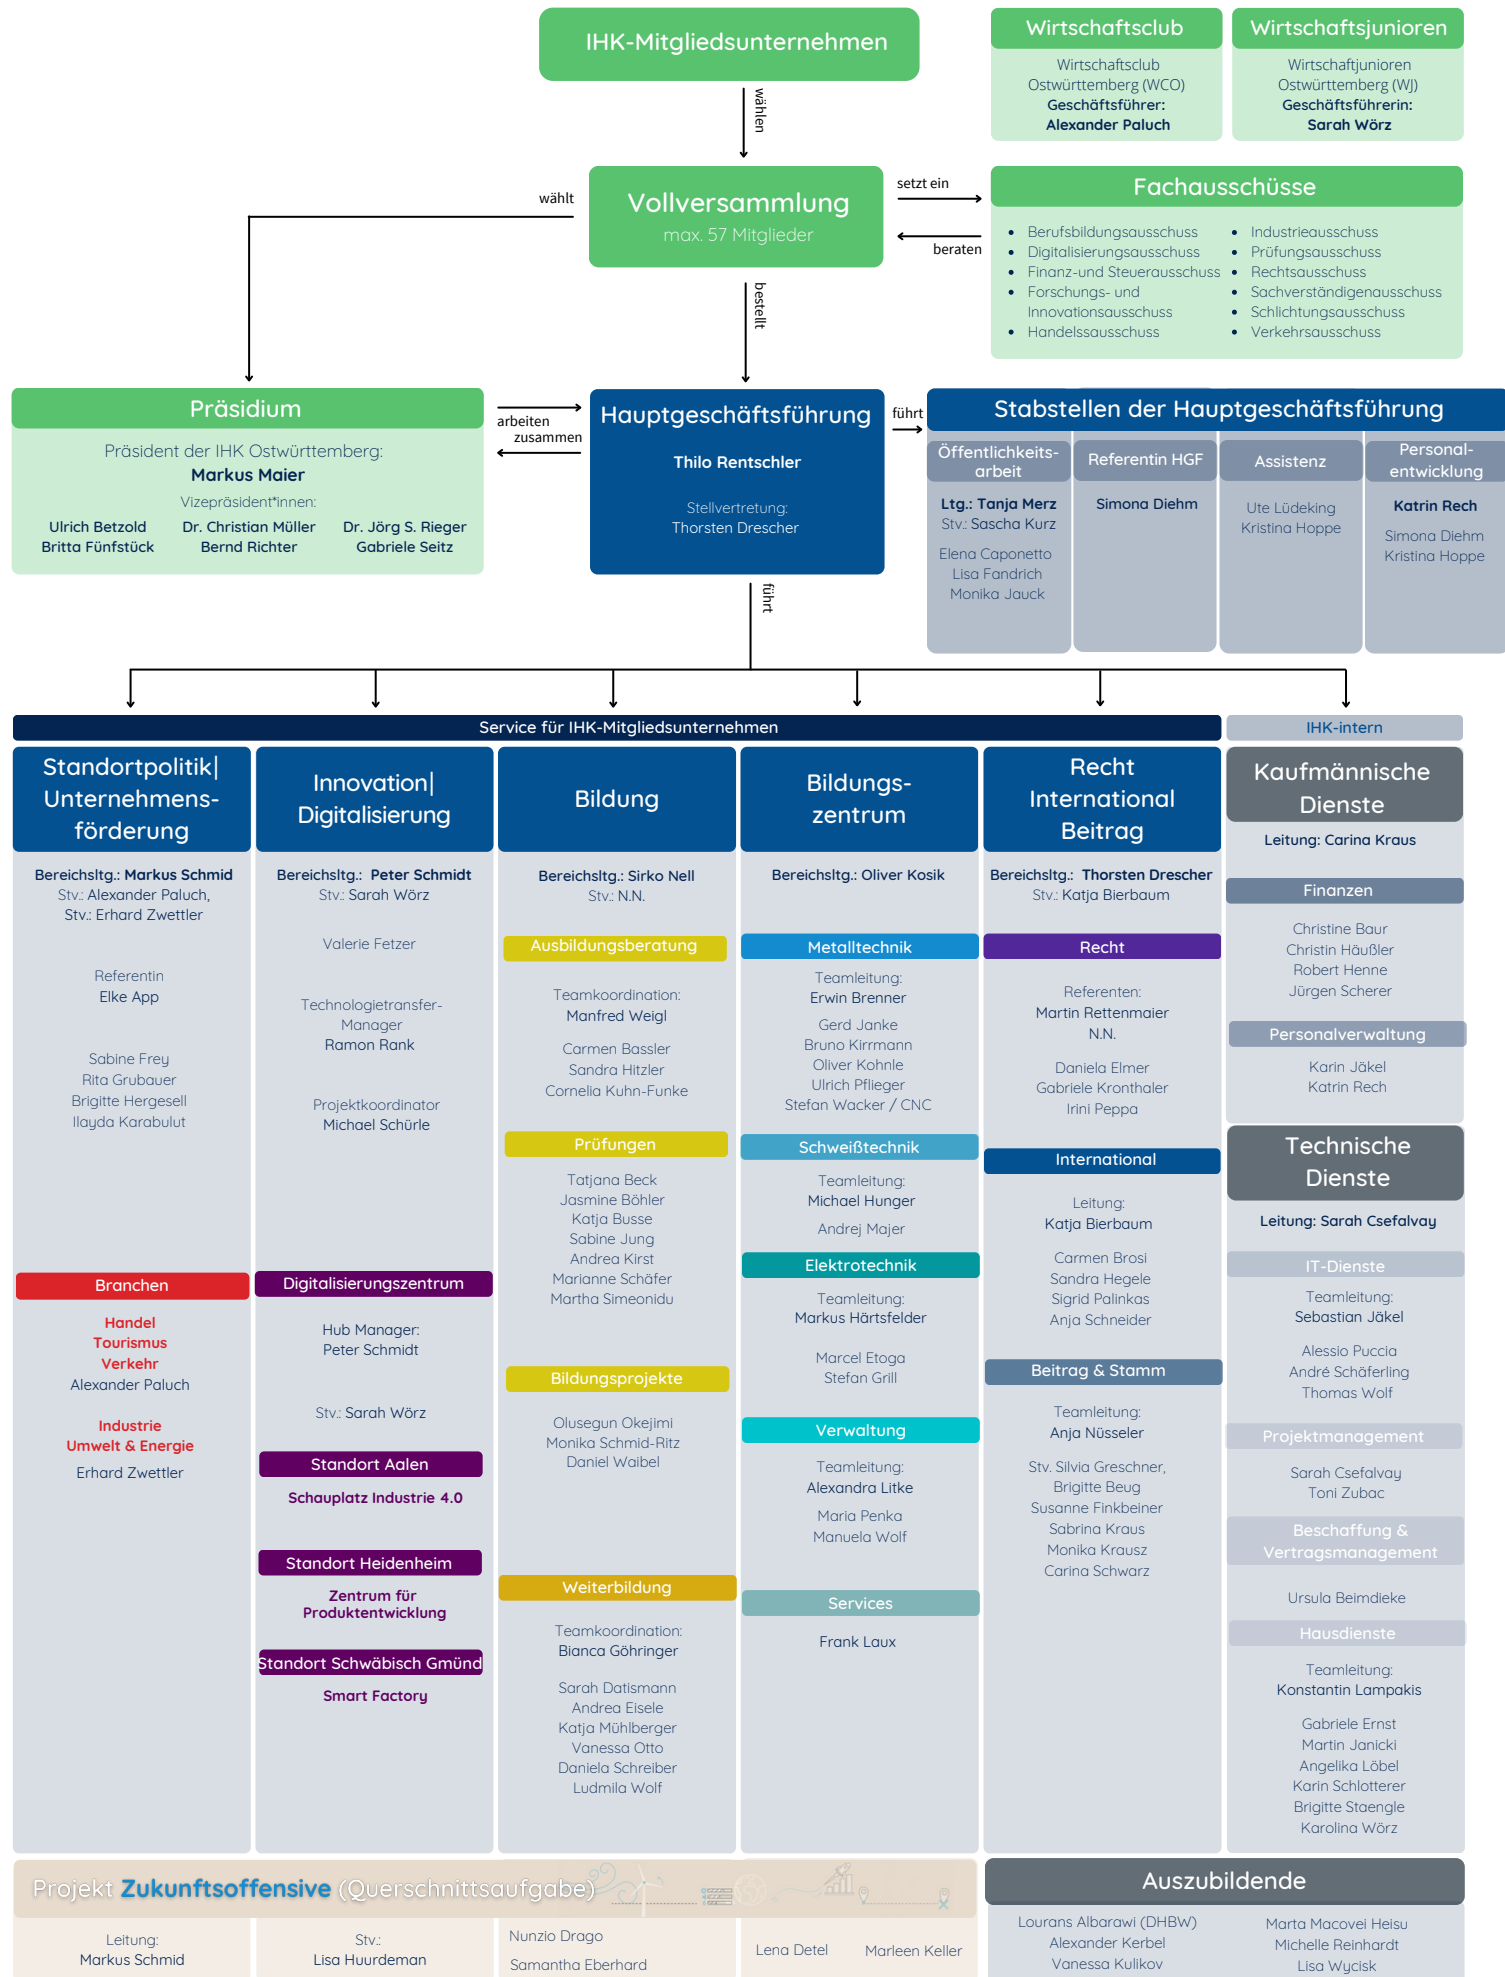 IHK-Mitgliedsunternehmen
wählen
Wirtschaftsclub
Wirtschaftsclub
Ostwürttemberg (WCO)
Geschäftsführer:
Alexander Paluch
Wirtschaftsjunioren
Wirtschaftjunioren
Ostwürttemberg (WJ)
Geschäftsführerin:
Sarah Wörz
wählt
Vollversammlung
max. 57 Mitglieder
setzt ein
beraten
bestellt
Fachausschüsse
• Berufsbildungsausschuss
• Digitalisierungsausschuss
• Finanz-und Steuerausschuss
• Forschungs- und
Innovationsausschuss
• Handelssausschuss
• Industrieausschuss
• Prüfungsausschuss
• Rechtsausschuss
• Sachverständigenausschuss
• Schlichtungsausschuss
• Verkehrsausschuss
Präsidium
Präsident der IHK Ostwürttemberg:
Markus Maier
Vizepräsident*innen:
Ulrich Betzold Dr. Christian Müller Dr. Jörg S. Rieger
Britta Fünfstück Bernd Richter Gabriele Seitz
arbeiten
zusammen
Hauptgeschäftsführung
Thilo Rentschler
Stellvertretung:
Thorsten Drescher
führt
führt
Stabstellen der Hauptgeschäftsführung
Öffentlichkeits-
arbeit
Ltg.: Tanja Merz
Stv.: Sascha Kurz
Elena Caponetto
Lisa Fandrich
Monika Jauck
Referentin HGF
Simona Diehm
Assistenz
Ute Lüdeking
Kristina Hoppe
Personal-
entwicklung
Katrin Rech
Simona Diehm
Kristina Hoppe
Service für IHK-Mitgliedsunternehmen
IHK-intern
Standortpolitik|
Unternehmens-
förderung
Bereichsltg.: Markus Schmid
Stv.: Alexander Paluch,
Stv.: Erhard Zwettler
Referentin
Elke App
Sabine Frey
Rita Grubauer
Brigitte Hergesell
Ilayda Karabulut
Branchen
Handel
Tourismus
Verkehr
Alexander Paluch
Industrie
Umwelt & Energie
Erhard Zwettler
Innovation|
Digitalisierung
Bereichsltg.: Peter Schmidt
Stv.: Sarah Wörz
Valerie Fetzer
Technologietransfer-
Manager
Ramon Rank
Projektkoordinator
Michael Schürle
Digitalisierungszentrum
Hub Manager:
Peter Schmidt
Stv.: Sarah Wörz
Standort Aalen
Schauplatz Industrie 4.0
Standort Heidenheim
Zentrum für
Produktentwicklung
Standort Schwäbisch Gmünd
Smart Factory
Bildung
Bereichsltg.: Sirko Nell
Stv.: N.N.
Ausbildungsberatung
Teamkoordination:
Manfred Weigl
Carmen Bassler
Sandra Hitzler
Cornelia Kuhn-Funke
Prüfungen
Tatjana Beck
Jasmine Böhler
Katja Busse
Sabine Jung
Andrea Kirst
Marianne Schäfer
Martha Simeonidu
Bildungsprojekte
Olusegun Okejimi
Monika Schmid-Ritz
Daniel Waibel
Weiterbildung
Teamkoordination:
Bianca Göhringer
Sarah Datismann
Andrea Eisele
Katja Mühlberger
Vanessa Otto
Daniela Schreiber
Ludmila Wolf
Bildungs-
zentrum
Bereichsltg.: Oliver Kosik
Metalltechnik
Teamleitung:
Erwin Brenner
Gerd Janke
Bruno Kirrmann
Oliver Kohnle
Ulrich Pflieger
Stefan Wacker / CNC
Schweißtechnik
Teamleitung:
Michael Hunger
Andrej Majer
Elektrotechnik
Teamleitung:
Markus Härtsfelder
Marcel Etoga
Stefan Grill
Verwaltung
Teamleitung:
Alexandra Litke
Maria Penka
Manuela Wolf
Services
Frank Laux
Recht
International
Beitrag
Bereichsltg.: Thorsten Drescher
Stv.: Katja Bierbaum
Recht
Referenten:
Martin Rettenmaier
N.N.
Daniela Elmer
Gabriele Kronthaler
Irini Peppa
International
Leitung:
Katja Bierbaum
Carmen Brosi
Sandra Hegele
Sigrid Palinkas
Anja Schneider
Beitrag & Stamm
Teamleitung:
Anja Nüsseler
Stv. Silvia Greschner,
Brigitte Beug
Susanne Finkbeiner
Sabrina Kraus
Monika Krausz
Carina Schwarz
Kaufmännische
Dienste
Leitung: Carina Kraus
Finanzen
Christine Baur
Christin Häußler
Robert Henne
Jürgen Scherer
Personalverwaltung
Karin Jäkel
Katrin Rech
Technische
Dienste
Leitung: Sarah Csefalvay
IT-Dienste
Teamleitung:
Sebastian Jäkel
Alessio Puccia
André Schäferling
Thomas Wolf
Projektmanagement
Sarah Csefalvay
Toni Zubac
Beschaffung &
Vertragsmanagement
Ursula Beimdieke
Hausdienste
Teamleitung:
Konstantin Lampakis
Gabriele Ernst
Martin Janicki
Angelika Löbel
Karin Schlotterer
Brigitte Staengle
Karolina Wörz
Projekt Zukunftsoffensive (Querschnittsaufgabe)
Leitung:
Markus Schmid
Stv.:
Lisa Huurdeman
Nunzio Drago
Samantha Eberhard
Lena Detel
Marleen Keller
Auszubildende
Lourans Albarawi (DHBW)
Alexander Kerbel
Vanessa Kulikov
Marta Macovei Heisu
Michelle Reinhardt
Lisa Wycisk